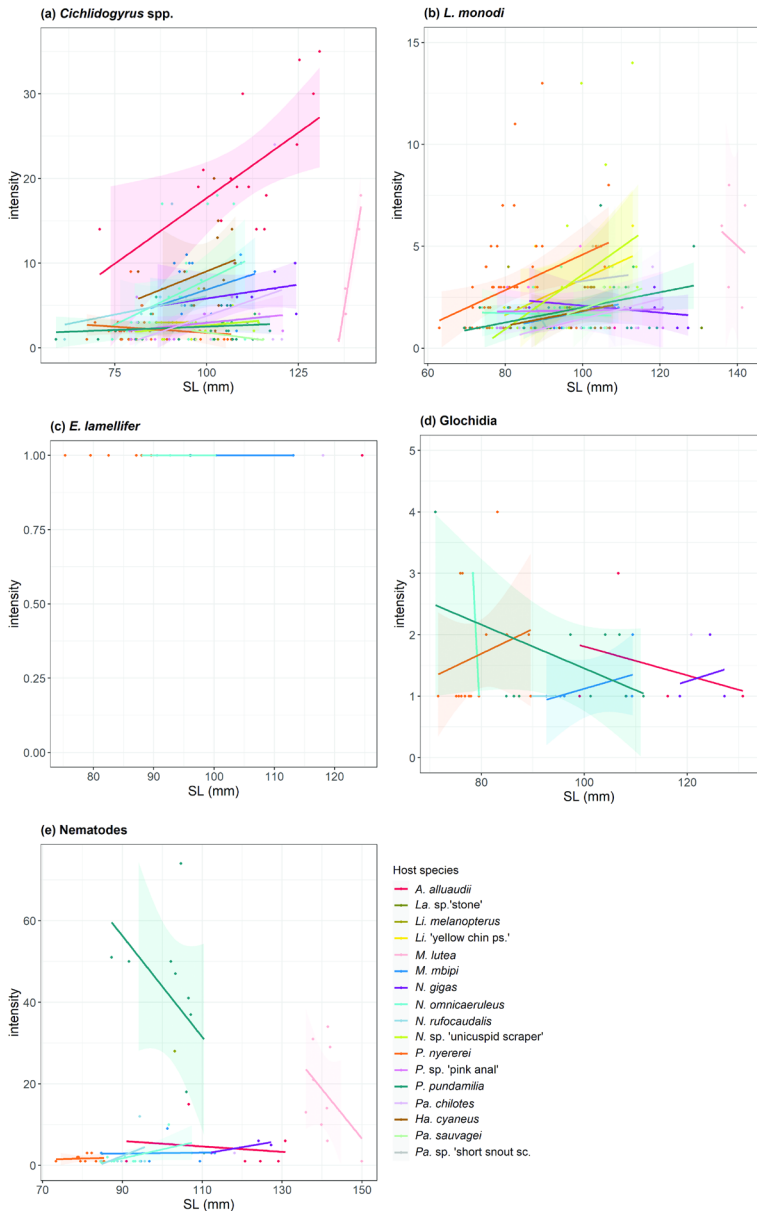 (a) Cichlidogyrus spp.
intensity
30
20
10
0
75
100
125
SL (mm)
(b) L. monodi
intensity
15
10
5
0
60
80
100
120
140
SL (mm)
(c) E. lamellifer
intensity
1.00
0.75
0.50
0.25
0.00
80
90
100
110
120
SL (mm)
(d) Glochidia
intensity
5
4
3
2
1
0
80
100
120
SL (mm)
(e) Nematodes
intensity
60
40
20
0
70
90
110
130
150
SL (mm)
Host species
A. alluaudii
La. sp.'stone'
Li. melanopterus
Li. 'yellow chin ps.'
M. lutea
M. mbipi
N. gigas
N. omnicaeruleus
N. rufocaudalis
N. sp. 'unicuspid scraper'
P. nyererei
P. sp. 'pink anal'
P. pundamilia
Pa. chilotes
Ha. cyaneus
Pa. sauvagei
Pa. sp. 'short snout sc.